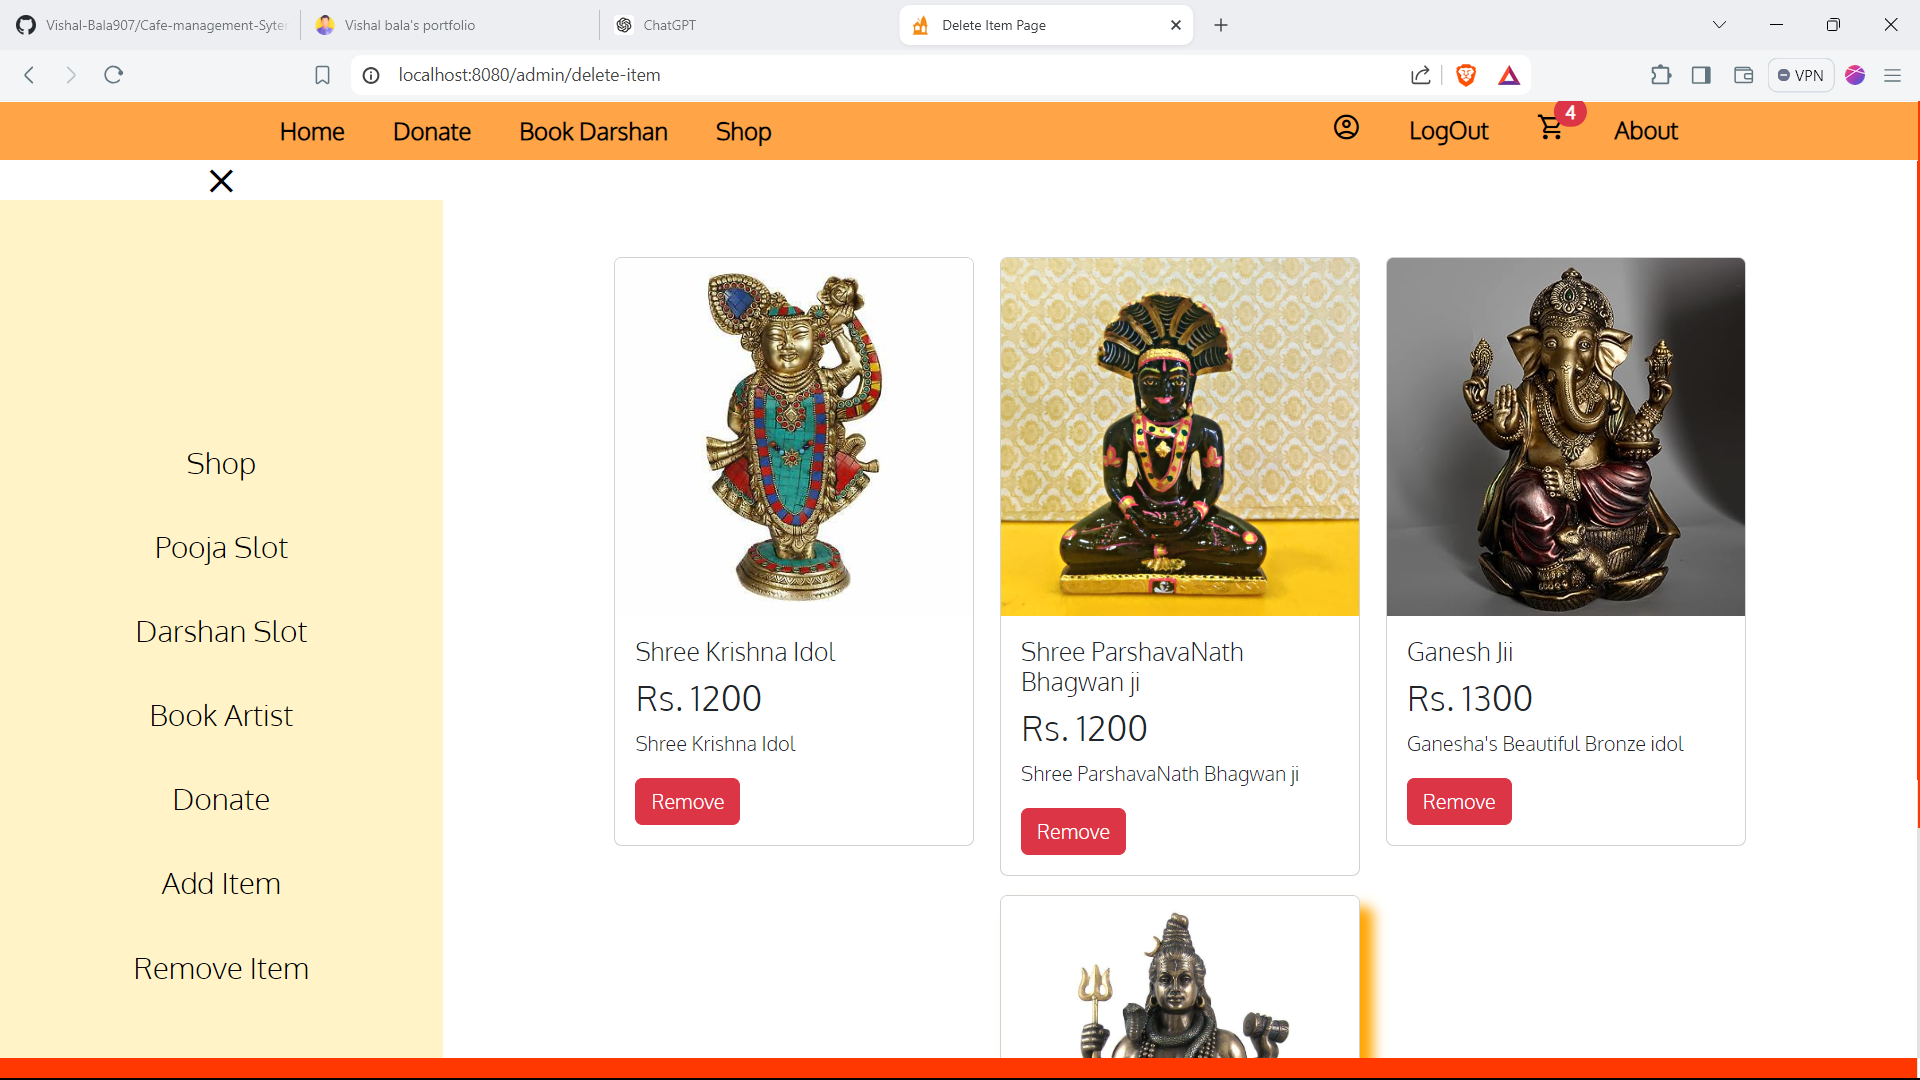 Vishal-Bala907/Cafe-management-Syte
Vishal bala's portfolio
ChatGPT
Delete Item Page
localhost:8080/admin/delete-item
VPN
Home
Donate
Book Darshan
Shop
LogOut
4
About
Shop
Pooja Slot
Darshan Slot
Book Artist
Donate
Add Item
Remove Item
Shree Krishna Idol
Rs. 1200
Shree Krishna Idol
Remove
Shree ParshavaNath
Bhagwan ji
Rs. 1200
Shree ParshavaNath Bhagwan ji
Remove
Ganesh Jii
Rs. 1300
Ganesha's Beautiful Bronze idol
Remove